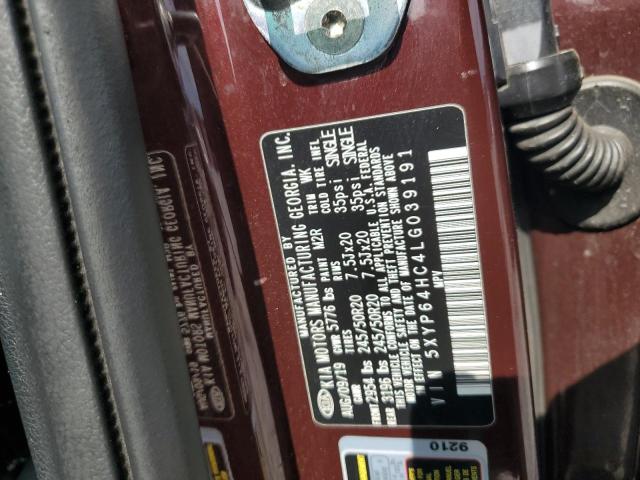 MANUFACTURED BY
KIA MOTORS MANUFACTURING GEORGIA. INC.
AUG/09/19 GVWR 5776 lbs PAINT M2R TRIM WK
GAWR TIRES RIMS COLD TIRE INFL
FRNT 2954 lbs 245/50R20 7.5Jx20 35psi SINGLE
REAR 3196 lbs 245/50R20 7.5Jx20 35psi SINGLE
THIS VEHICLE CONFORMS TO ALL APPLICABLE U.S.A. FEDERAL
MOTOR VEHICLE SAFETY AND THEFT PREVENTION STANDARDS
IN EFFECT ON THE DATE OF MANUFACTURE SHOWN ABOVE
VIN 5XYP64HC4LG039191
MPV
9210